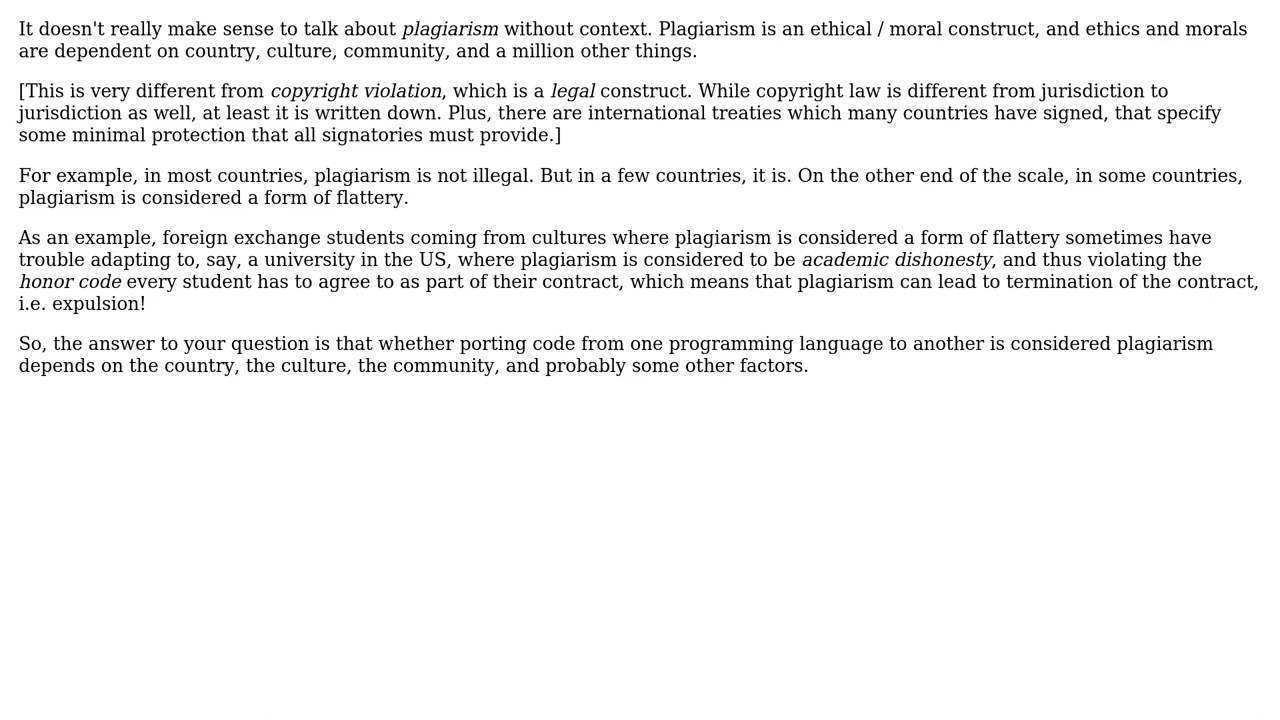 It doesn't really make sense to talk about plagiarism without context. Plagiarism is an ethical / moral construct, and ethics and morals
are dependent on country, culture, community, and a million other things.
[This is very different from copyright violation, which is a legal construct. While copyright law is different from jurisdiction to
jurisdiction as well, at least it is written down. Plus, there are international treaties which many countries have signed, that specify
some minimal protection that all signatories must provide.]
For example, in most countries, plagiarism is not illegal. But in a few countries, it is. On the other end of the scale, in some countries,
plagiarism is considered a form of flattery.
As an example, foreign exchange students coming from cultures where plagiarism is considered a form of flattery sometimes have
trouble adapting to, say, a university in the US, where plagiarism is considered to be academic dishonesty, and thus violating the
honor code every student has to agree to as part of their contract, which means that plagiarism can lead to termination of the contract,
i.e. expulsion!
So, the answer to your question is that whether porting code from one programming language to another is considered plagiarism
depends on the country, the culture, the community, and probably some other factors.